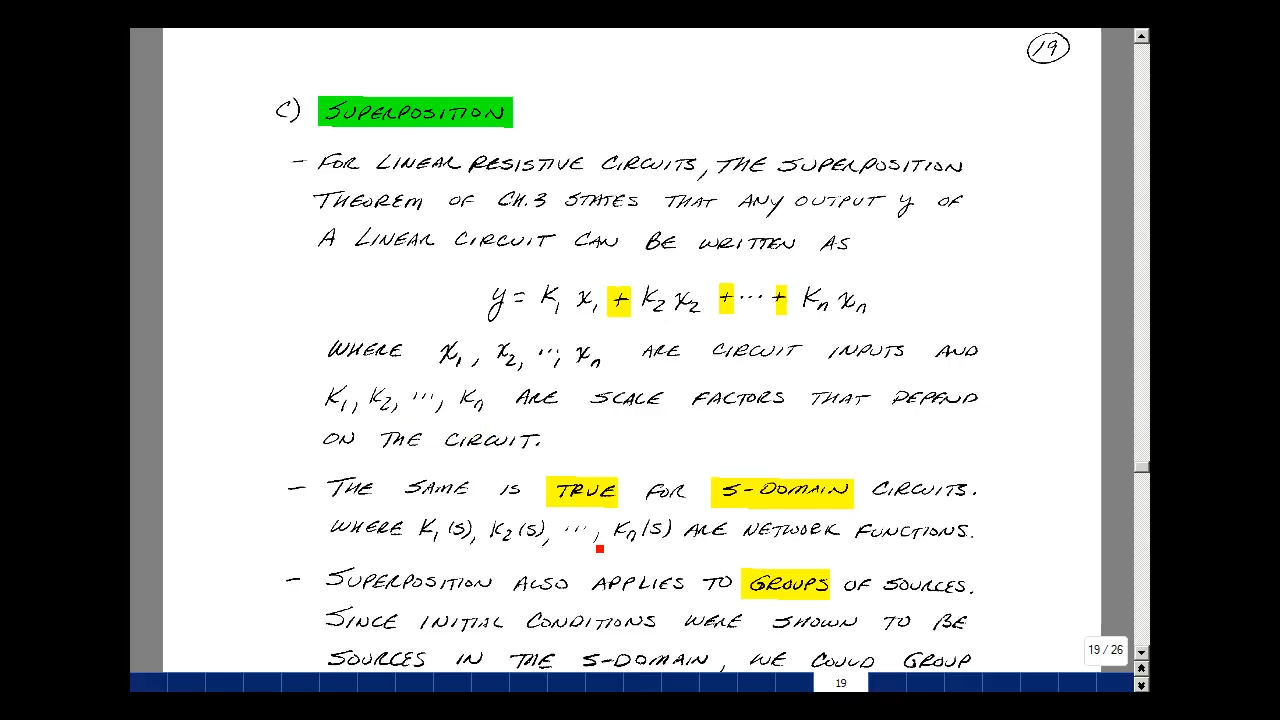 19
C) SUPERPOSITION
- FOR LINEAR RESISTIVE CIRCUITS, THE SUPERPOSITION
THEOREM OF CH.3 STATES THAT ANY OUTPUT y OF
A LINEAR CIRCUIT CAN BE WRITTEN AS
y = K₁ x₁ + K₂ x₂ + ··· + Kₙ xₙ
WHERE x₁, x₂, ···, xₙ ARE CIRCUIT INPUTS AND
K₁, K₂, ···, Kₙ ARE SCALE FACTORS THAT DEPEND
ON THE CIRCUIT.
- THE SAME IS TRUE FOR S-DOMAIN CIRCUITS.
WHERE K₁(S), K₂(S), ···, Kₙ(S) ARE NETWORK FUNCTIONS.
- SUPERPOSITION ALSO APPLIES TO GROUPS OF SOURCES.
SINCE INITIAL CONDITIONS WERE SHOWN TO BE
SOURCES IN THE S-DOMAIN, WE COULD GROUP
19 / 26
19